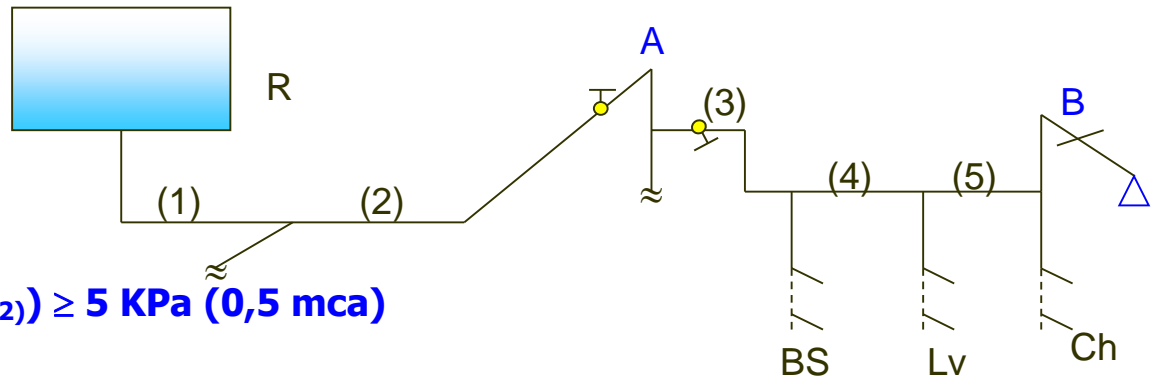 A
R
(3)
B
(1)
(2)
(4)
(5)
≈
≈
2)) ≥ 5 KPa (0,5 mca)
BS
Lv
Ch